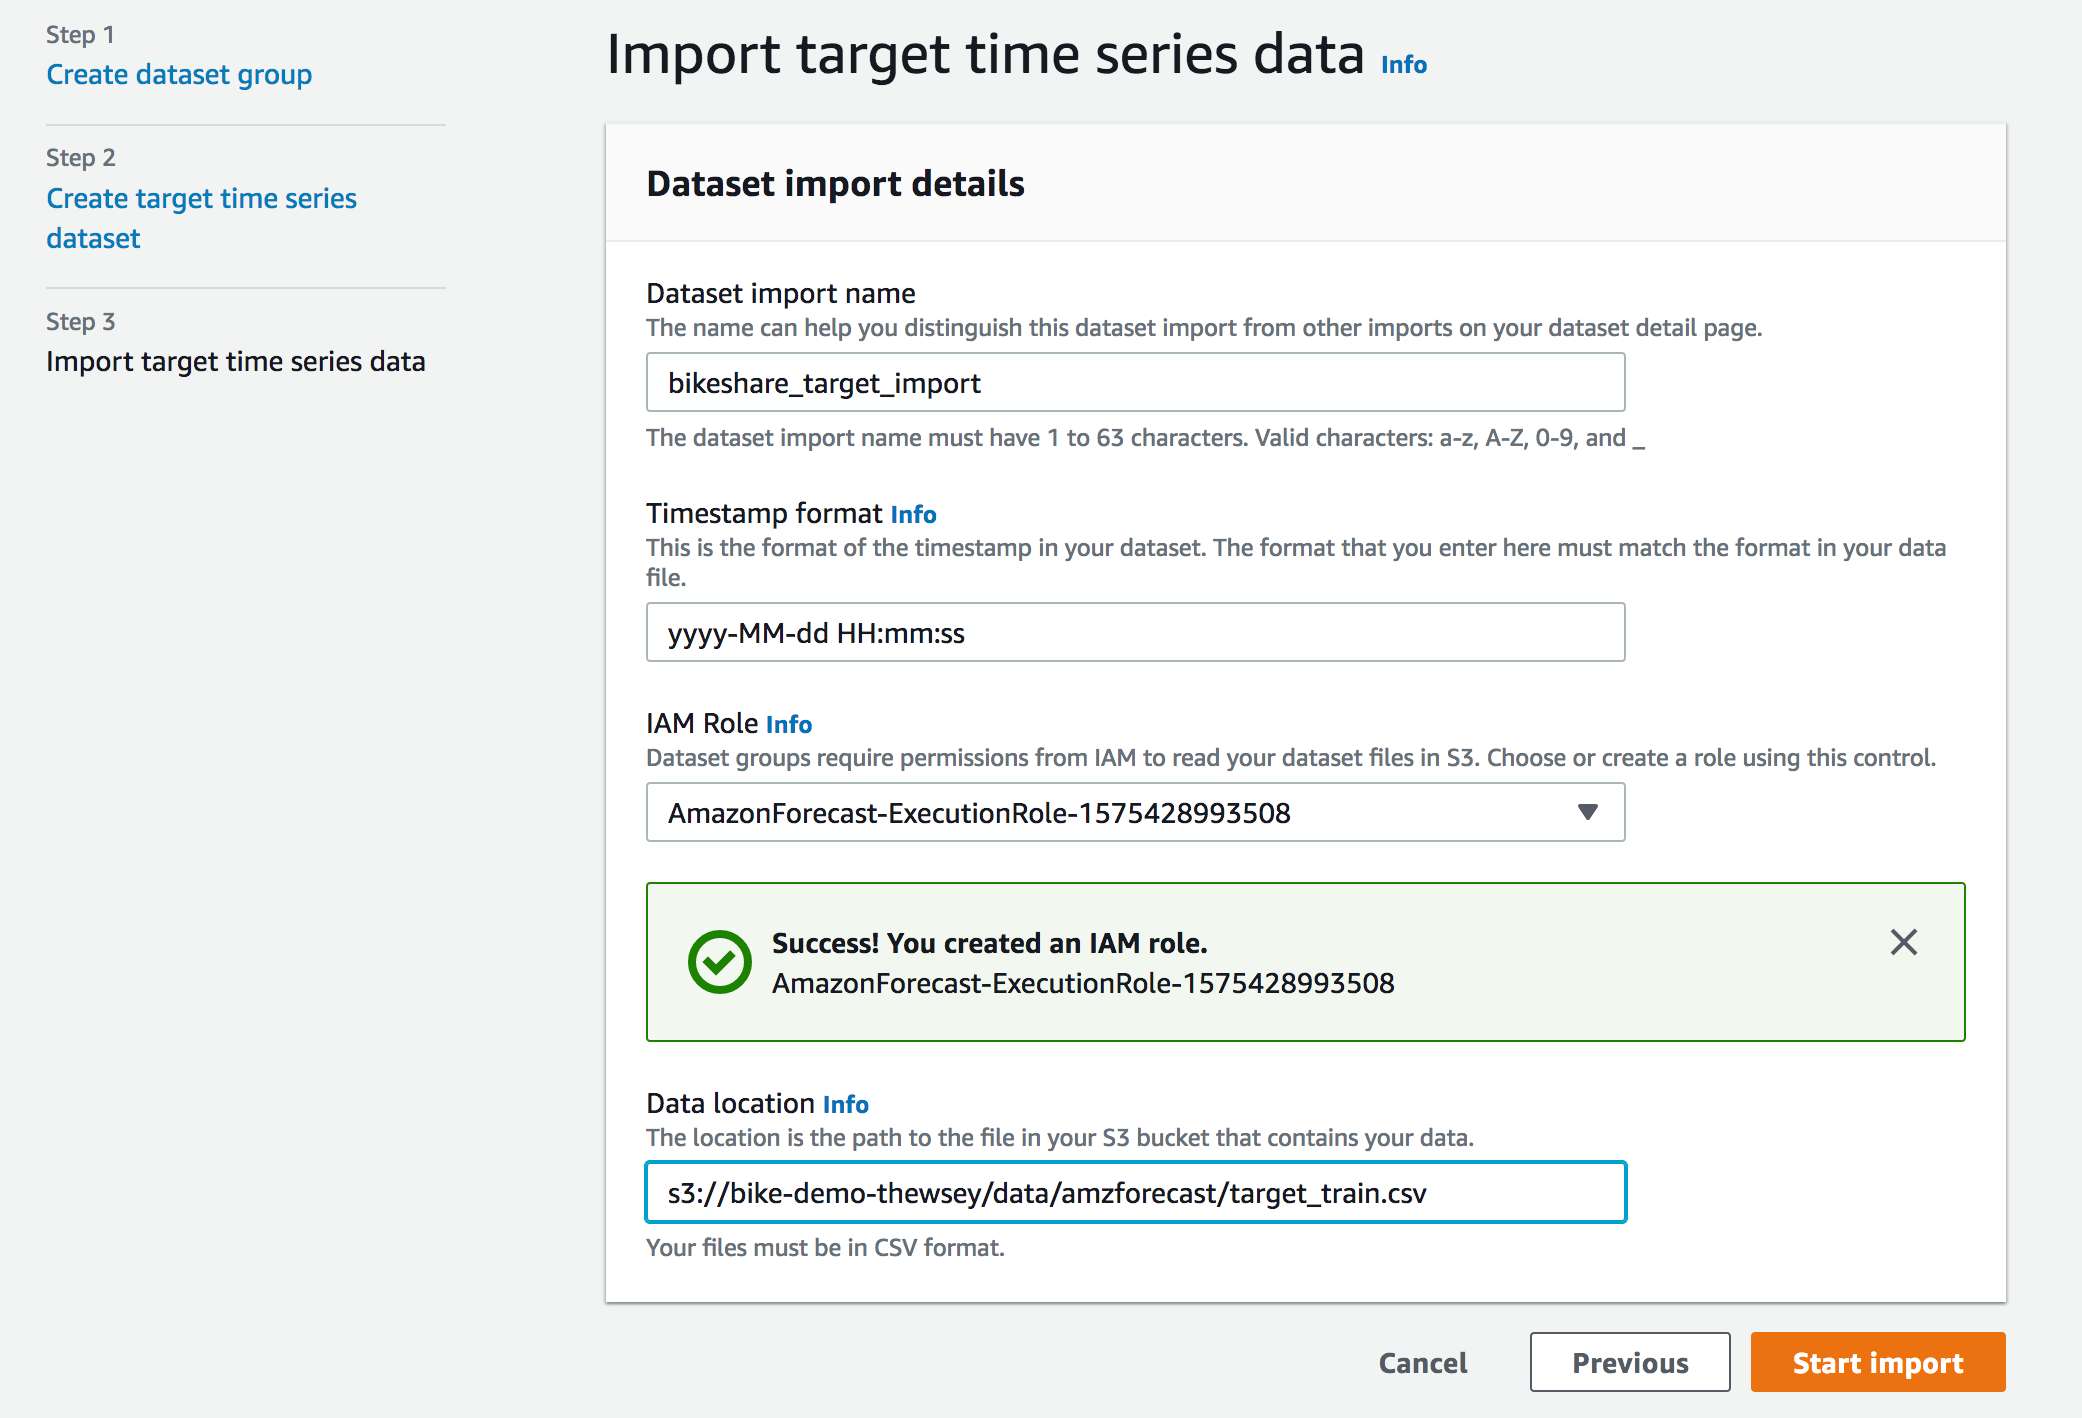 Step 1
Create dataset group
Step 2
Create target time series
dataset
Step 3
Import target time series data
Import target time series data Info
Dataset import details
Dataset import name
The name can help you distinguish this dataset import from other imports on your dataset detail page.
bikeshare_target_import
The dataset import name must have 1 to 63 characters. Valid characters: a-z, A-Z, 0-9, and _
Timestamp format Info
This is the format of the timestamp in your dataset. The format that you enter here must match the format in your data
file.
yyyy-MM-dd HH:mm:ss
IAM Role Info
Dataset groups require permissions from IAM to read your dataset files in S3. Choose or create a role using this control.
AmazonForecast-ExecutionRole-1575428993508
Success! You created an IAM role.
AmazonForecast-ExecutionRole-1575428993508
Data location Info
The location is the path to the file in your S3 bucket that contains your data.
s3://bike-demo-thewsey/data/amzforecast/target_train.csv
Your files must be in CSV format.
Cancel
Previous
Start import